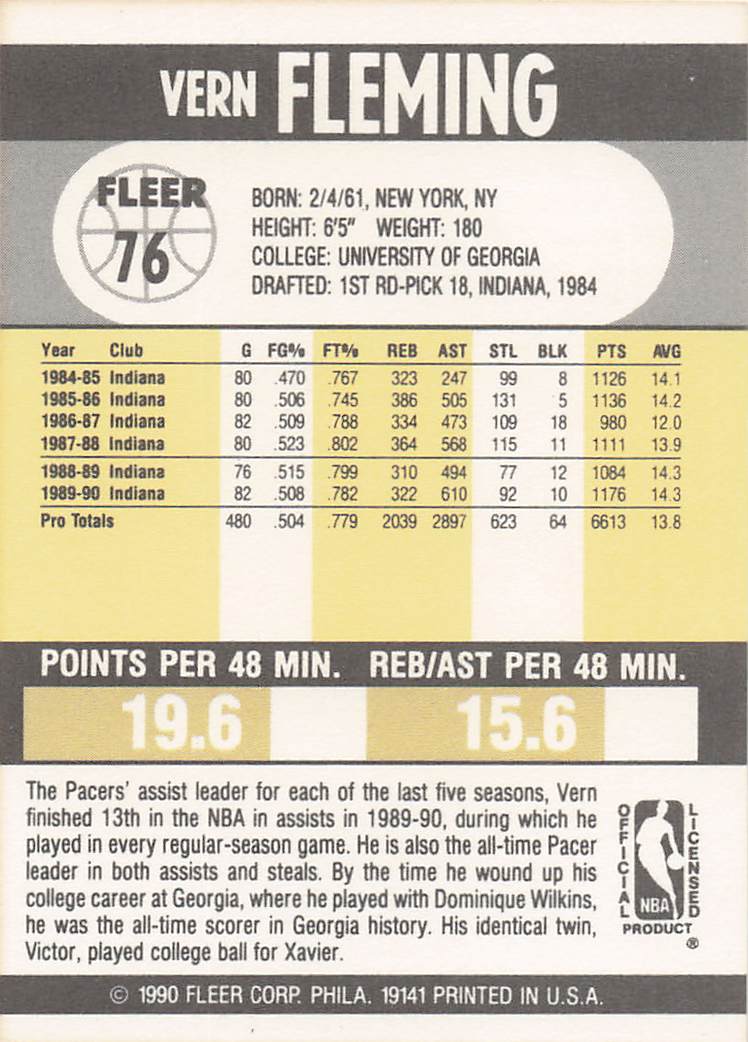 VERN FLEMING
FLEER
76
BORN: 2/4/61, NEW YORK, NY
HEIGHT: 6'5" WEIGHT: 180
COLLEGE: UNIVERSITY OF GEORGIA
DRAFTED: 1ST RD-PICK 18, INDIANA, 1984
Year Club G FG% FT% REB AST STL BLK PTS AVG
1984-85 Indiana 80 .470 .767 323 247 99 8 1126 14.1
1985-86 Indiana 80 .506 .745 386 505 131 5 1136 14.2
1986-87 Indiana 82 .509 .788 334 473 109 18 980 12.0
1987-88 Indiana 80 .523 .802 364 568 115 11 1111 13.9
1988-89 Indiana 76 .515 .799 310 494 77 12 1084 14.3
1989-90 Indiana 82 .508 .782 322 610 92 10 1176 14.3
Pro Totals 480 .504 .779 2039 2897 623 64 6613 13.8
POINTS PER 48 MIN. REB/AST PER 48 MIN.
19.6 15.6
The Pacers' assist leader for each of the last five seasons, Vern
finished 13th in the NBA in assists in 1989-90, during which he
played in every regular-season game. He is also the all-time Pacer
leader in both assists and steals. By the time he wound up his
college career at Georgia, where he played with Dominique Wilkins,
he was the all-time scorer in Georgia history. His identical twin,
Victor, played college ball for Xavier.
OFFICIAL LICENSED
NBA
PRODUCT
®
© 1990 FLEER CORP. PHILA. 19141 PRINTED IN U.S.A.